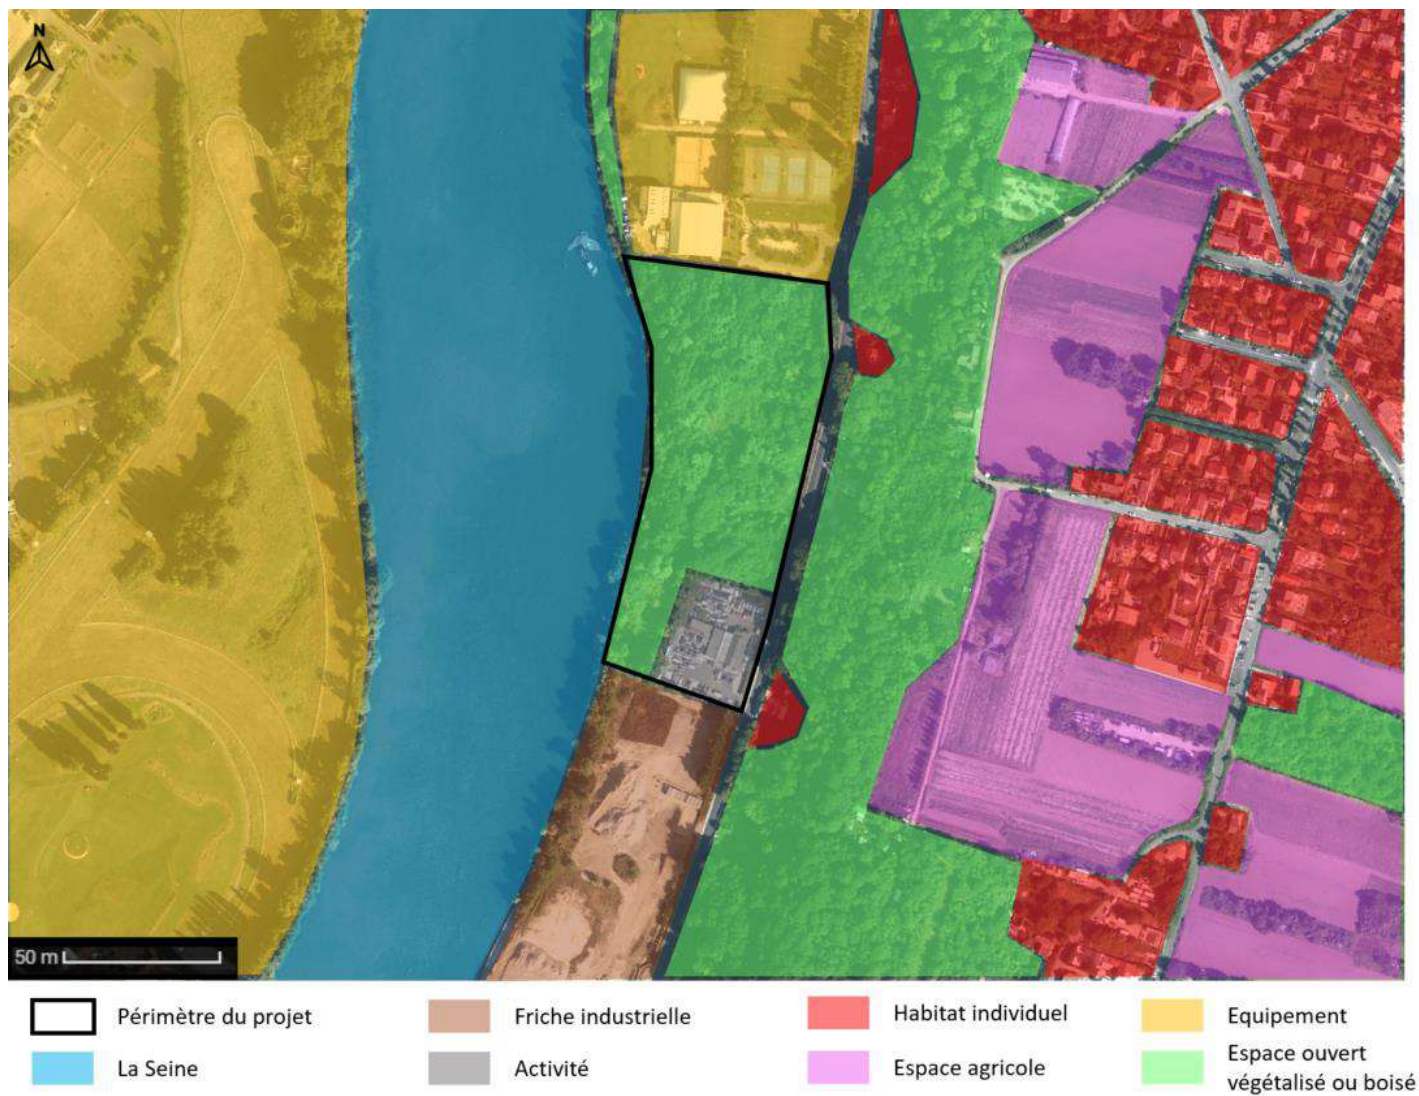 N
50 m
Périmètre du projet
Friche industrielle
Habitat individuel
Equipement
La Seine
Activité
Espace agricole
Espace ouvert
végétalisé ou boisé